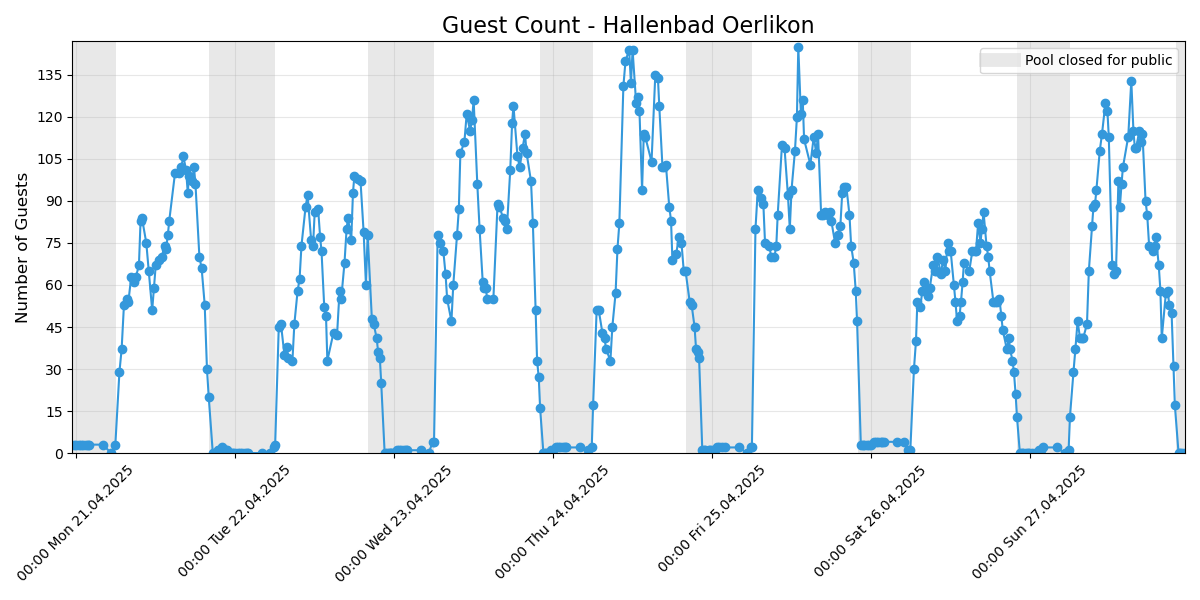 Guest Count - Hallenbad Oerlikon
Pool closed for public
Number of Guests
135
120
105
90
75
60
45
30
15
0
00:00 Mon 21.04.2025
00:00 Tue 22.04.2025
00:00 Wed 23.04.2025
00:00 Thu 24.04.2025
00:00 Fri 25.04.2025
00:00 Sat 26.04.2025
00:00 Sun 27.04.2025